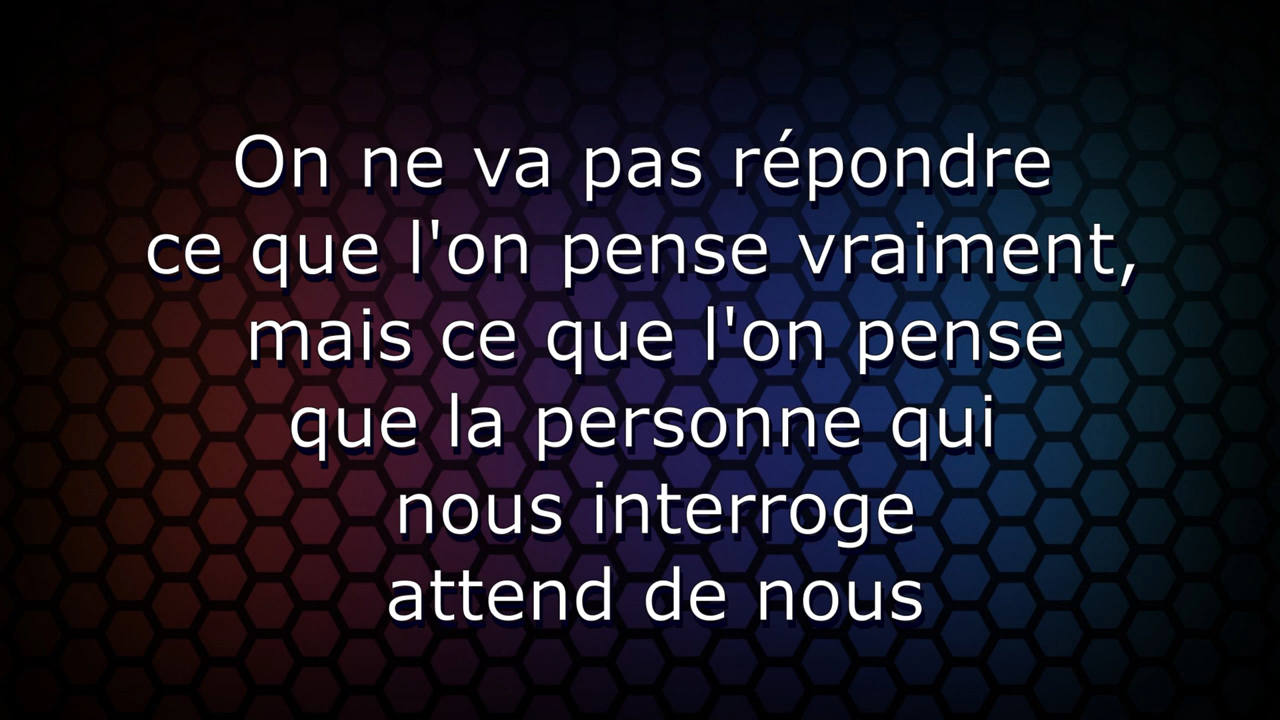 On ne va pas répondre
ce que l'on pense vraiment,
mais ce que l'on pense
que la personne qui
nous interroge
attend de nous